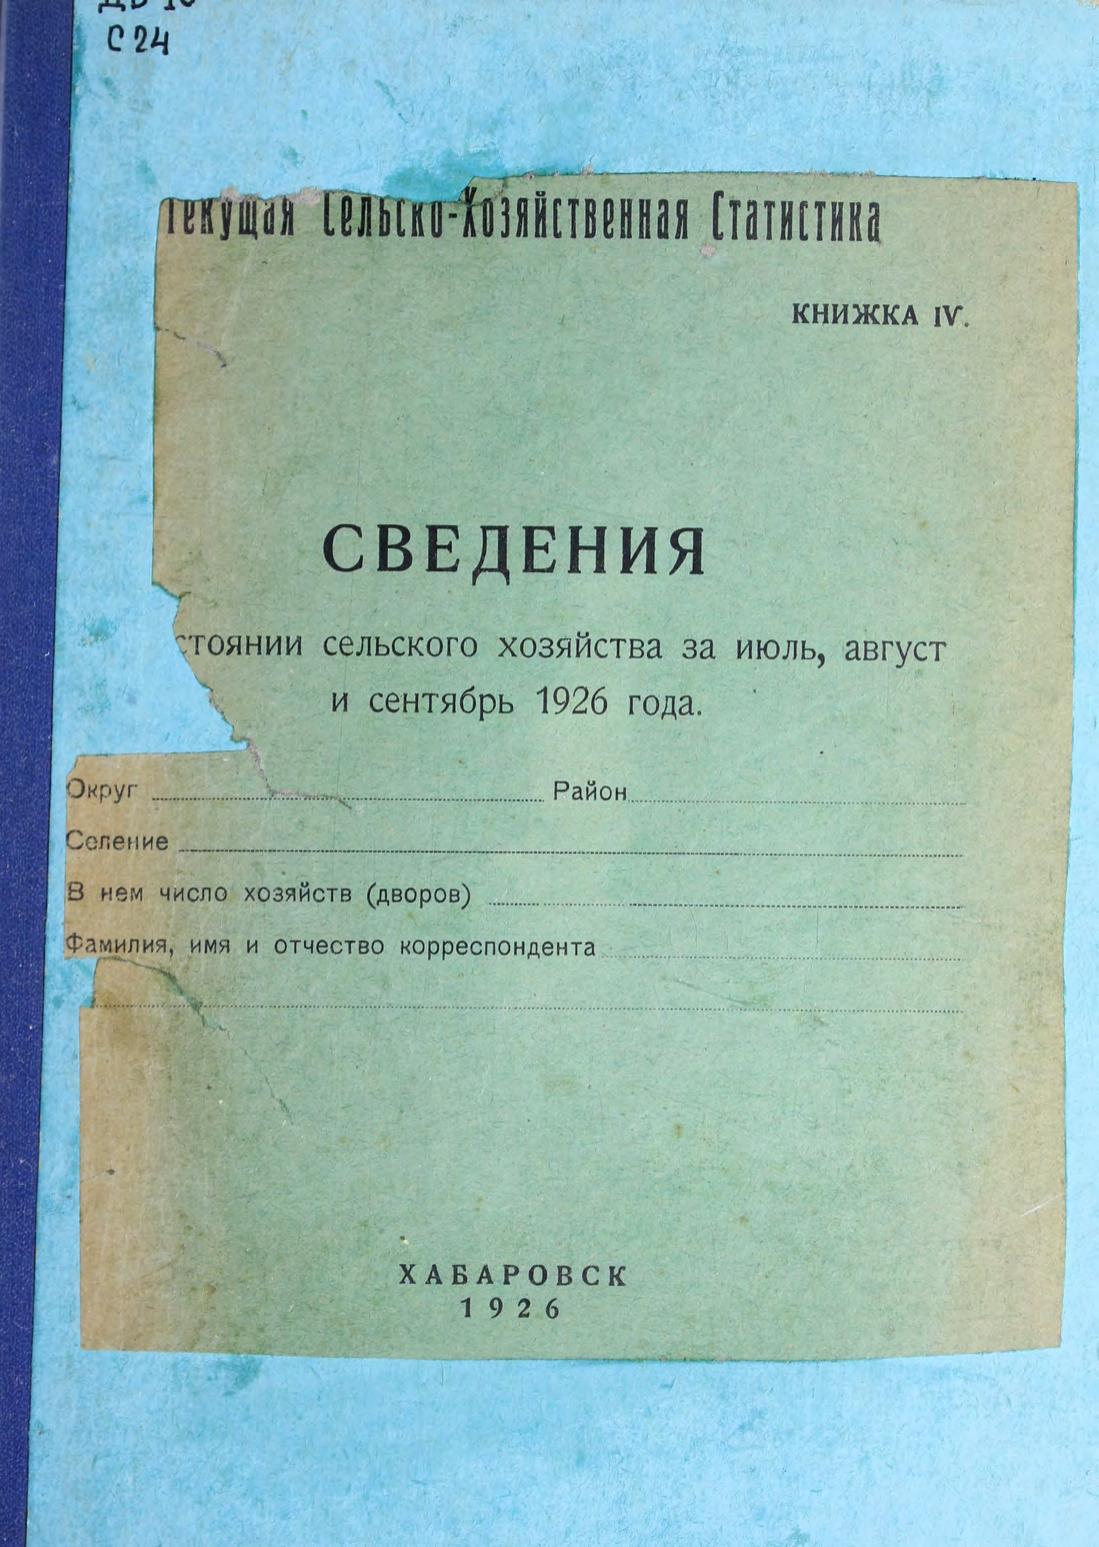 С 24
Текущая Сельско-Хозяйственная Статистика
КНИЖКА IV.
СВЕДЕНИЯ
стоянии сельского хозяйства за июль, август
и сентябрь 1926 года.
Округ Район
Селение
В нем число хозяйств (дворов)
Фамилия, имя и отчество корреспондента
ХАБАРОВСК
1926